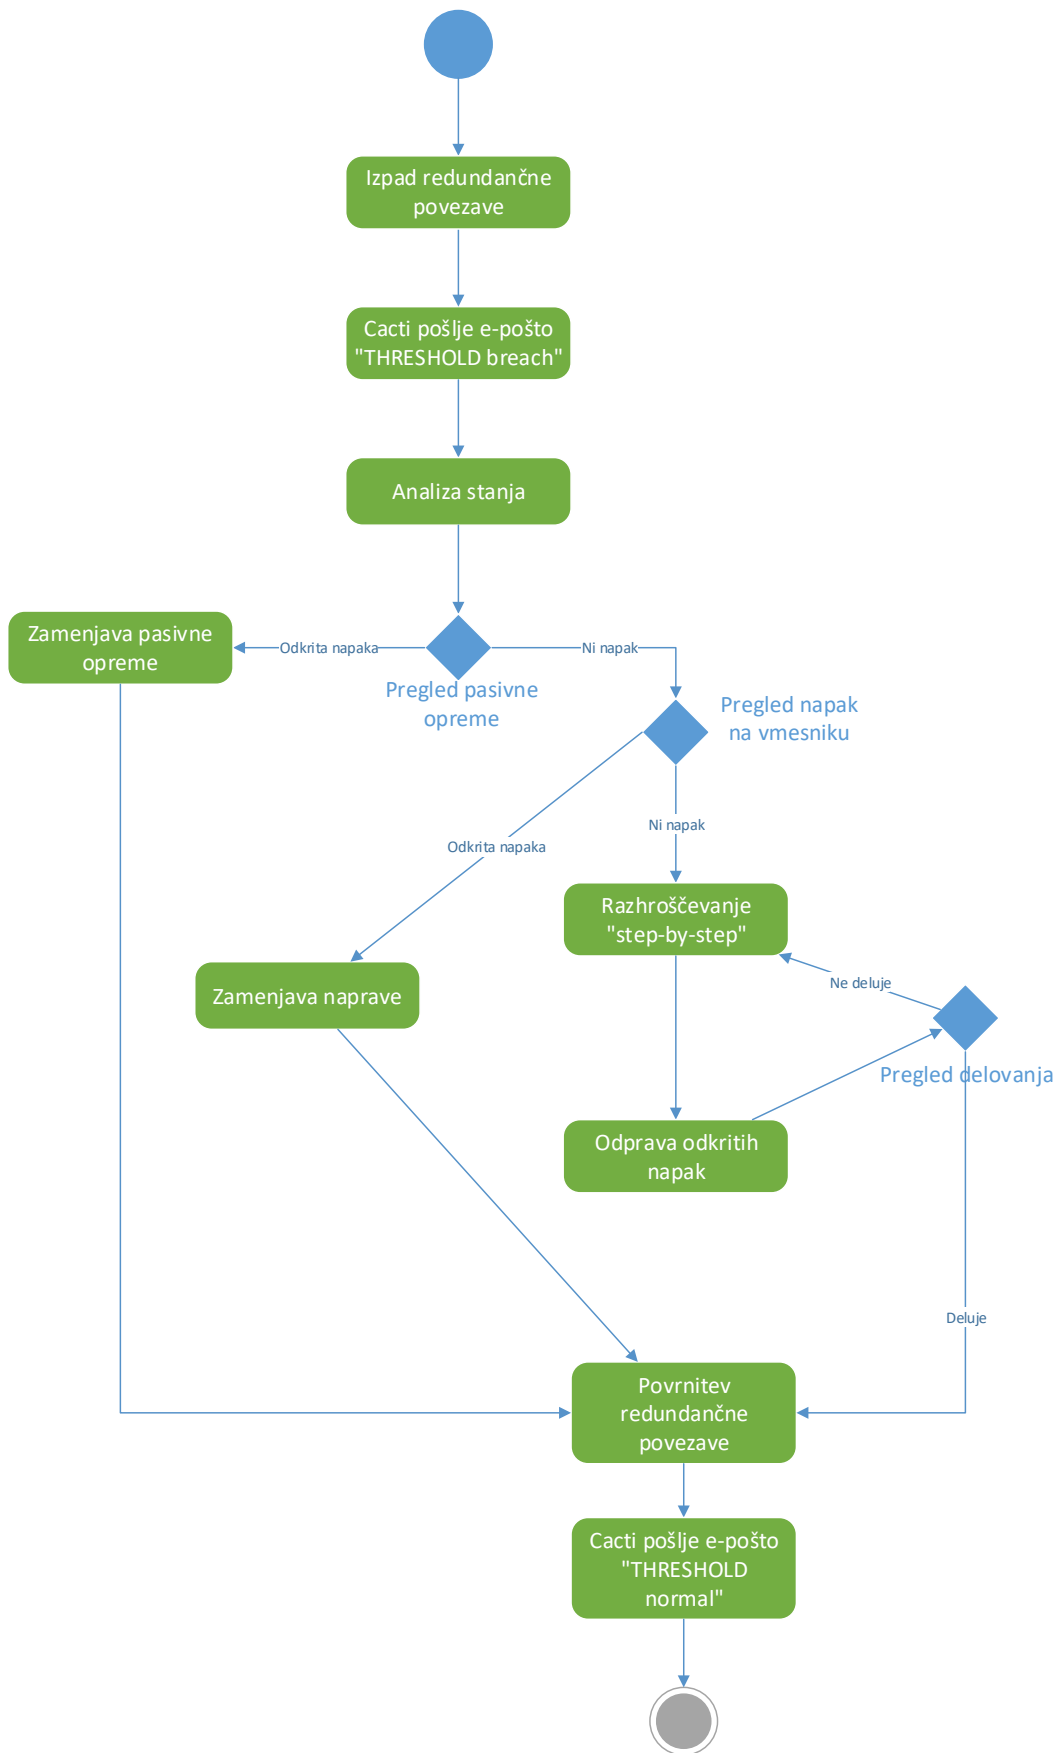 Izpad redundančne
povezave
Cacti pošlje e-pošto
"THRESHOLD breach"
Analiza stanja
Zamenjava pasivne
opreme
Odkrita napaka
Ni napak
Pregled pasivne
opreme
Pregled napak
na vmesniku
Ni napak
Odkrita napaka
Razhroščevanje
"step-by-step"
Ne deluje
Zamenjava naprave
Pregled delovanja
Odprava odkritih
napak
Deluje
Povrnitev
redundančne
povezave
Cacti pošlje e-pošto
"THRESHOLD
normal"